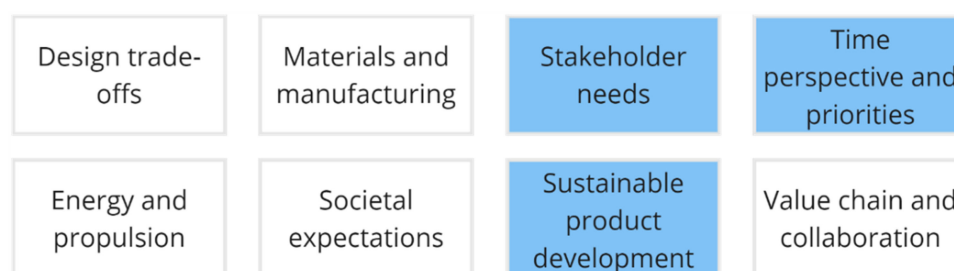 Design trade-
offs
Materials and
manufacturing
Stakeholder
needs
Time
perspective and
priorities
Energy and
propulsion
Societal
expectations
Sustainable
product
development
Value chain and
collaboration